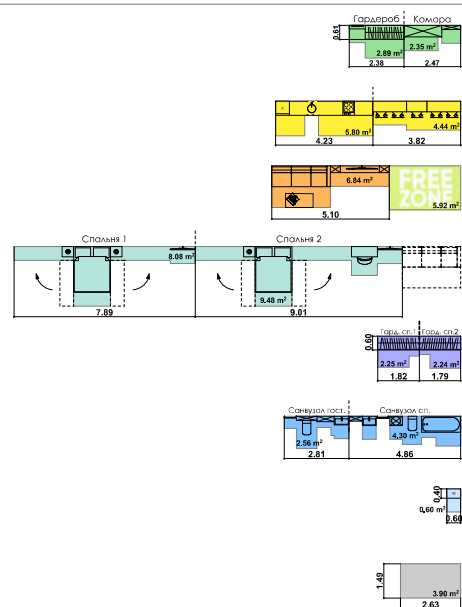 Гардероб Комора
0.61
2.89 m² 2.35 m²
2.38 2.47
5.80 m² 4.44 m²
4.23 3.82
6.84 m² FREE
ZONE
5.92 m²
5.10
Спальня 1 Спальня 2
8.08 m²
9.48 m²
7.89 9.01
Гард. сп.1 Гард. сп.2
0.60
2.25 m² 2.24 m²
1.82 1.79
Санвузол гост. Санвузол сп.
2.56 m² 4,30 m²
2.81 4.86
0.40
0.60 m²
0.60
1.49
3.90 m²
2.63